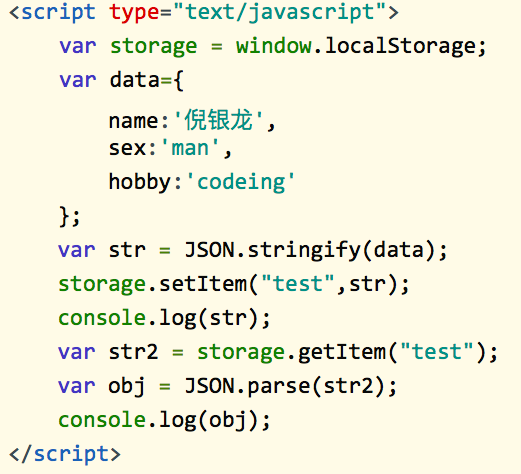 <script type="text/javascript">
    var storage = window.localStorage;
    var data={
        name:'倪银龙',
        sex:'man',
        hobby:'codeing'
    };
    var str = JSON.stringify(data);
    storage.setItem("test",str);
    console.log(str);
    var str2 = storage.getItem("test");
    var obj = JSON.parse(str2);
    console.log(obj);
</script>